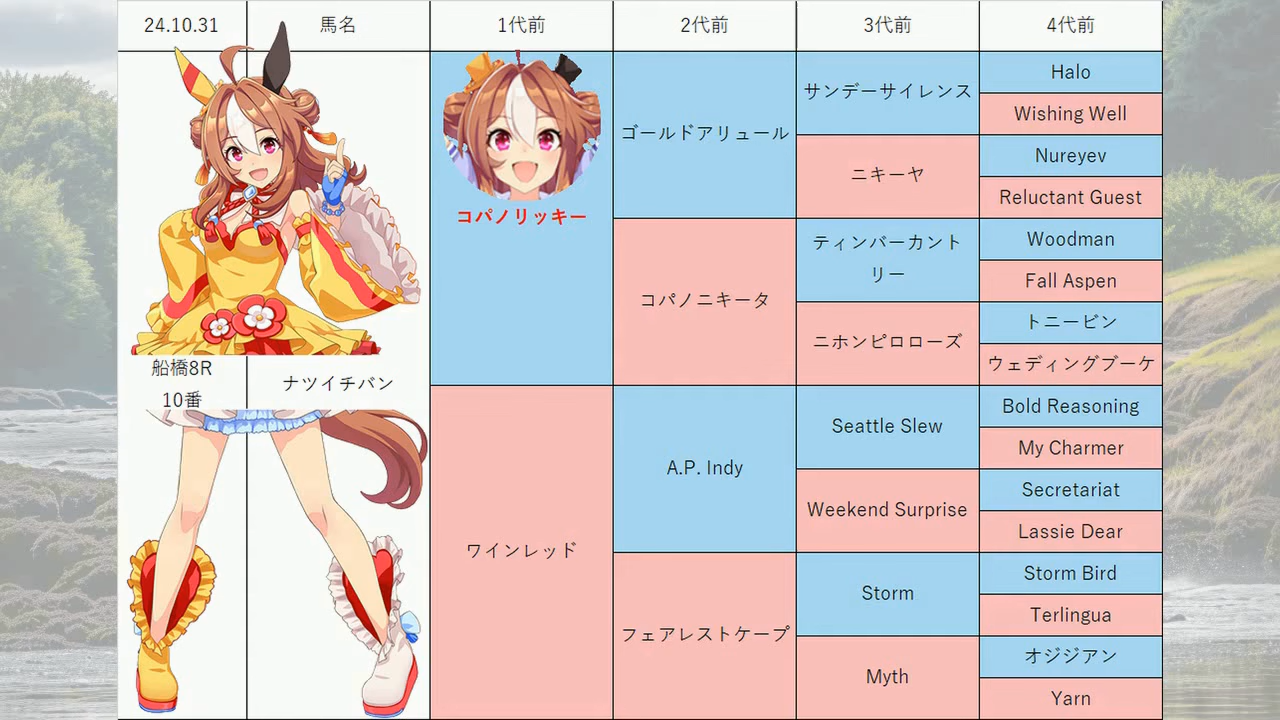 24.10.31 馬名 1代前 2代前 3代前 4代前
コパノリッキー
ゴールドアリュール
サンデーサイレンス
Halo
Wishing Well
ニキーヤ
Nureyev
Reluctant Guest
コパノニキータ
ティンバーカント
リー
Woodman
Fall Aspen
ニホンピロローズ
トニービン
ウェディングブーケ
船橋8R
10番
ナツイチバン
ワインレッド
A.P. Indy
Seattle Slew
Bold Reasoning
My Charmer
Weekend Surprise
Secretariat
Lassie Dear
フェアレストケープ
Storm
Storm Bird
Terlingua
Myth
オジジアン
Yarn